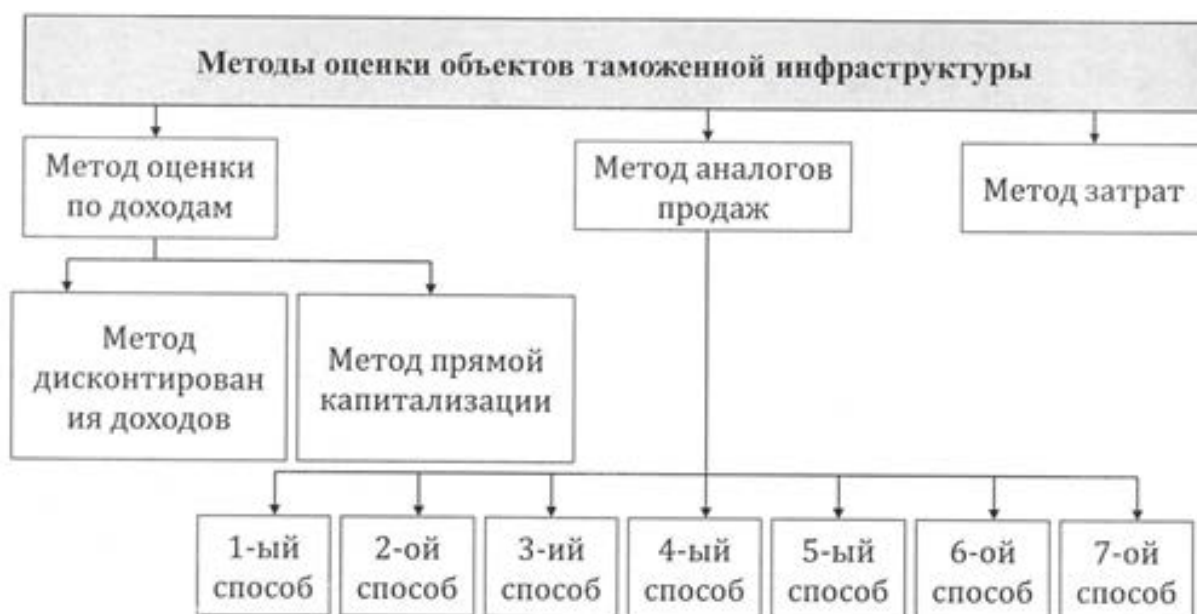 Методы оценки объектов таможенной инфраструктуры
Метод оценки
по доходам
Метод аналогов
продаж
Метод затрат
Метод
дисконтирован
ия доходов
Метод прямой
капитализации
1-ый
способ
2-ой
способ
3-ий
способ
4-ый
способ
5-ый
способ
6-ой
способ
7-ой
способ